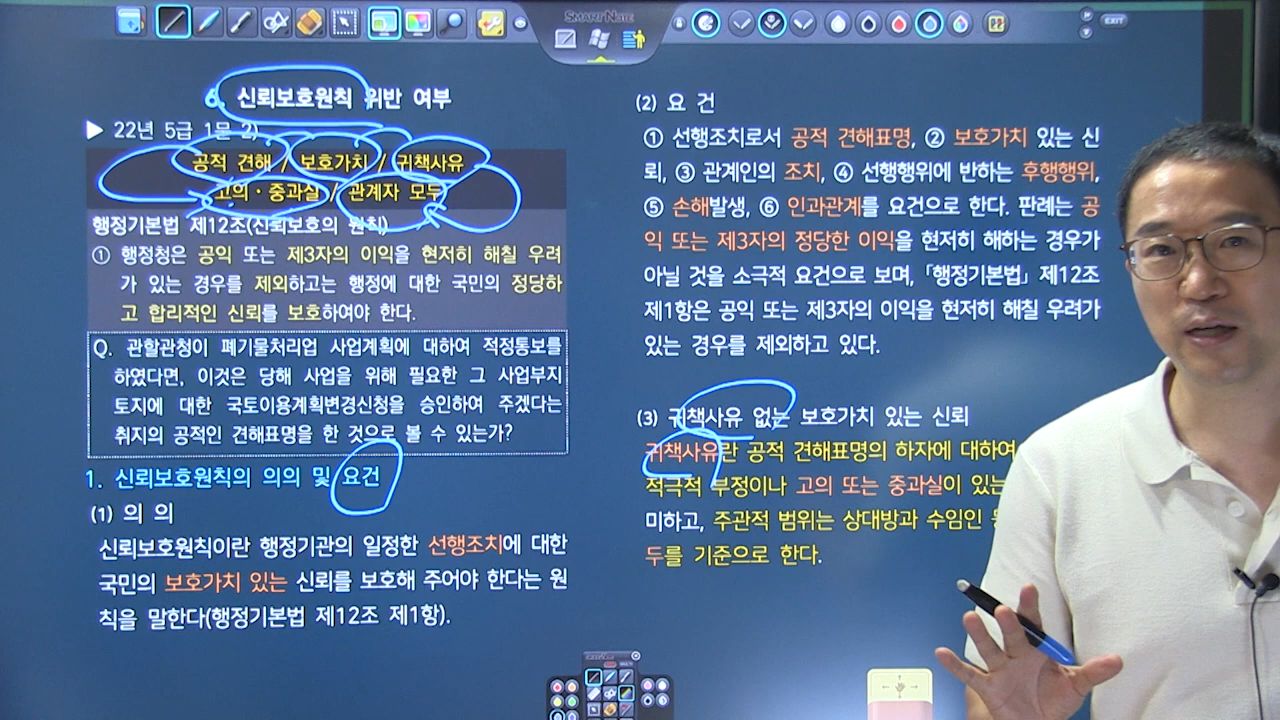 SMART NOTE
EXIT
6. 신뢰보호원칙 위반 여부
▶ 22년 5급 1문 2)
공적 견해 / 보호가치 / 귀책사유
고의·중과실 / 관계자 모두
행정기본법 제12조(신뢰보호의 원칙)
① 행정청은 공익 또는 제3자의 이익을 현저히 해칠 우려
가 있는 경우를 제외하고는 행정에 대한 국민의 정당하
고 합리적인 신뢰를 보호하여야 한다.
Q. 관할관청이 폐기물처리업 사업계획에 대하여 적정통보를
하였다면, 이것은 당해 사업을 위해 필요한 그 사업부지
토지에 대한 국토이용계획변경신청을 승인하여 주겠다는
취지의 공적인 견해표명을 한 것으로 볼 수 있는가?
1. 신뢰보호원칙의 의의 및 요건
(1) 의 의
신뢰보호원칙이란 행정기관의 일정한 선행조치에 대한
국민의 보호가치 있는 신뢰를 보호해 주어야 한다는 원
칙을 말한다(행정기본법 제12조 제1항).
(2) 요 건
① 선행조치로서 공적 견해표명, ② 보호가치 있는 신
뢰, ③ 관계인의 조치, ④ 선행행위에 반하는 후행행위,
⑤ 손해발생, ⑥ 인과관계를 요건으로 한다. 판례는 공
익 또는 제3자의 정당한 이익을 현저히 해하는 경우가
아닐 것을 소극적 요건으로 보며, 「행정기본법」 제12조
제1항은 공익 또는 제3자의 이익을 현저히 해칠 우려가
있는 경우를 제외하고 있다.
(3) 귀책사유 없는 보호가치 있는 신뢰
귀책사유란 공적 견해표명의 하자에 대하여
적극적 부정이나 고의 또는 중과실이 있는
미하고, 주관적 범위는 상대방과 수임인
두를 기준으로 한다.